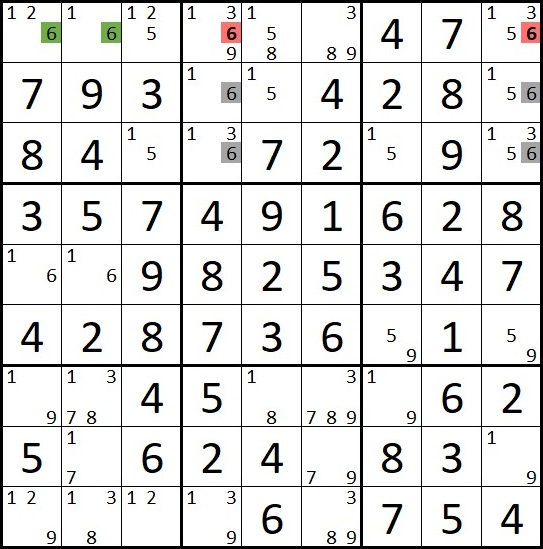 1 2 1 1 2 1 3 1 3 1 3
6 6 5 6 5 4 7 5 6
9 8 8 9
1 1 1
7 9 3 6 5 4 2 8 5 6
1 1 3 1 1 3
8 4 5 6 7 2 5 9 5 6
3 5 7 4 9 1 6 2 8
1 1
6 6 9 8 2 5 3 4 7
4 2 8 7 3 6 5 1 5
9 9
1 1 3 1 3 1
4 5 6 2
9 7 8 8 7 8 9 9
1 1
5 6 2 4 8 3
7 7 9 9
1 2 1 3 1 2 1 3 3
6 7 5 4
9 8 9 8 9